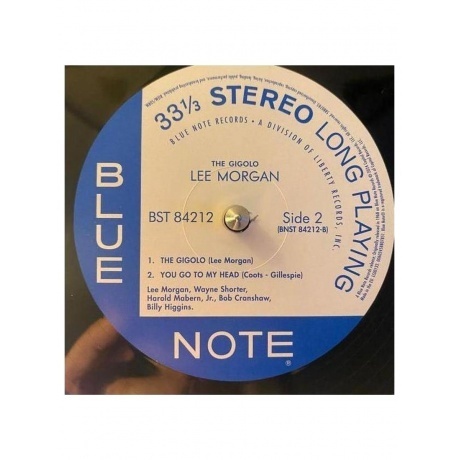 33 1/3 STEREO LONG PLAYING
BLUE NOTE RECORDS • A DIVISION OF LIBERTY RECORDS, INC.
THE GIGOLO
LEE MORGAN
BST 84212
Side 2
(BNST 84212-B)
1. THE GIGOLO (Lee Morgan)
2. YOU GO TO MY HEAD (Coots - Gillespie)
Lee Morgan, Wayne Shorter,
Harold Mabern, Jr., Bob Cranshaw,
Billy Higgins.
BLUE
NOTE®